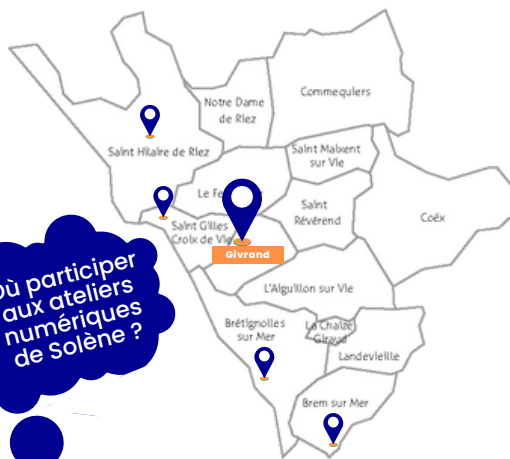 Notre Dame
de Riez
Commequiers
Saint Hilaire de Riez
Saint Maixent
sur Vie
Le Fe
Saint
Révérend
Coëx
Saint Gilles
Croix de Vie
Givrand
L'Aiguillon sur Vie
Où participer
aux ateliers
numériques
de Solène ?
Brétignolles
sur Mer
La Chaize
Giraud
Landevieille
Brem sur Mer